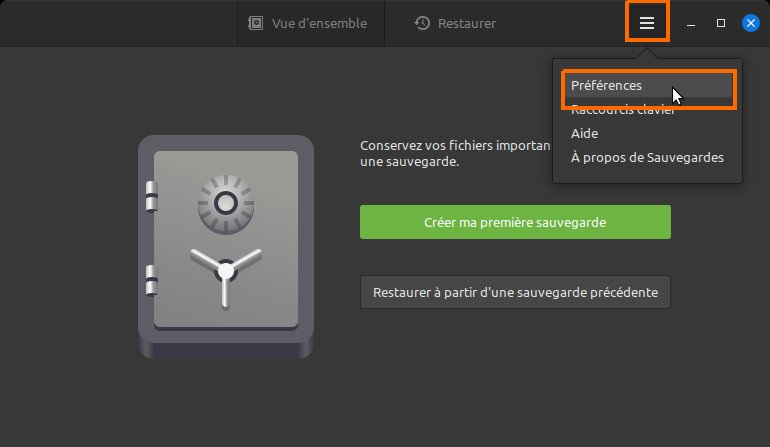 Vue d'ensemble
Restaurer
Préférences
Raccourcis clavier
Aide
À propos de Sauvegardes
Conservez vos fichiers importan
une sauvegarde.
Créer ma première sauvegarde
Restaurer à partir d'une sauvegarde précédente